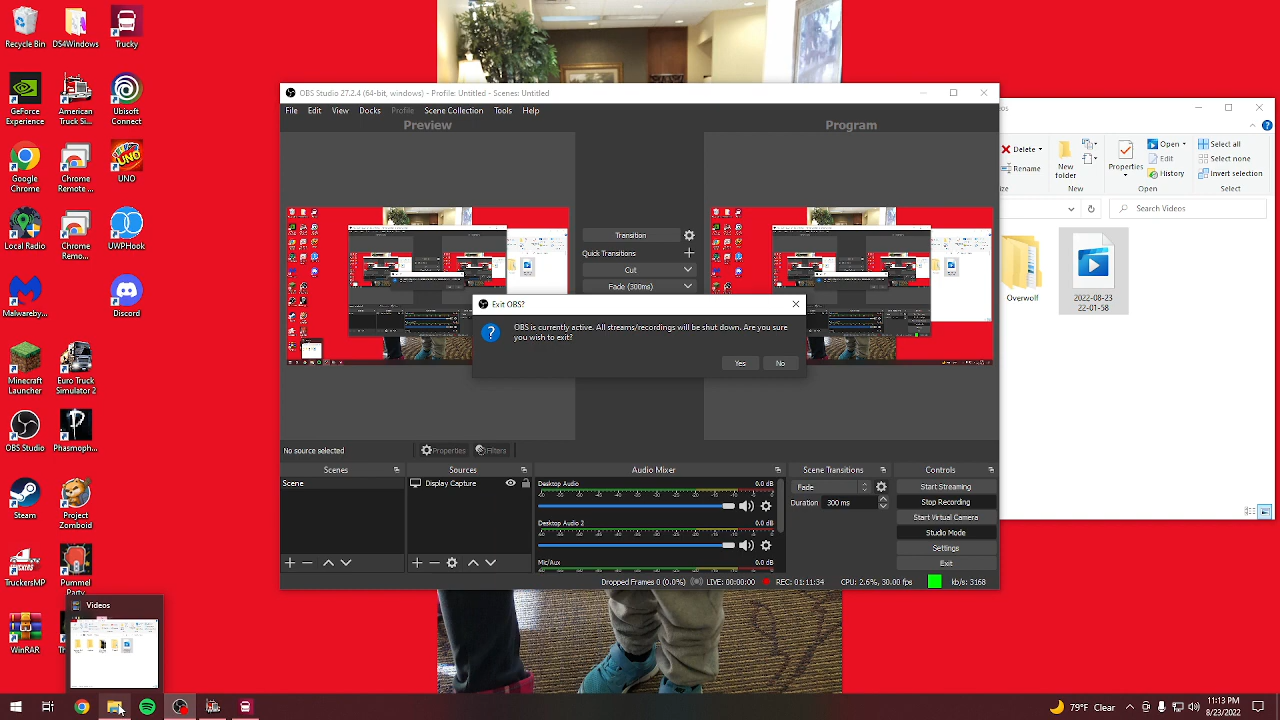 Recycle Bin
DS4Windows
Trucky
GeForce Experience
American Truck Si...
Ubisoft Connect
Google Chrome
Chrome Remote ...
UNO
Local Radio
Chrome Remo...
UWPHook
Malwareby...
Discord
Minecraft Launcher
Euro Truck Simulator 2
OBS Studio
Phasmoph...
Steam
Project Zomboid
TruckersMP
Pummel Party
WinRAR
Videos
OBS Studio 27.2.4 (64-bit, windows) - Profile: Untitled - Scenes: Untitled
File Edit View Docks Profile Scene Collection Tools Help
Preview
Program
Transition
Quick Transitions
Cut
Fade (300ms)
Exit OBS?
OBS is currently active. All streams/recordings will be shut down. Are you sure
you wish to exit?
Yes No
No source selected
Properties
Filters
Scenes
Scene
Sources
Display Capture
Audio Mixer
Desktop Audio 0.0 dB
Desktop Audio 2 0.0 dB
Mic/Aux 0.0 dB
Scene Transitions
Fade
Duration 300 ms
Controls
Start Streaming
Stop Recording
Start Virtual Camera
Studio Mode
Settings
Exit
Dropped Frames 0 (0.0%) LIVE: 00:00:00 REC: 01:11:34 CPU: 2.6%, 30.00 fps kb/s: 3168
Delete
Rename
New folder
New
Properties
Open
Edit
History
Open
Select all
Select none
Invert selection
Select
Search Videos
Overwolf
2022-08-23 22-01-58
79°F Clear
11:13 PM
8/23/2022